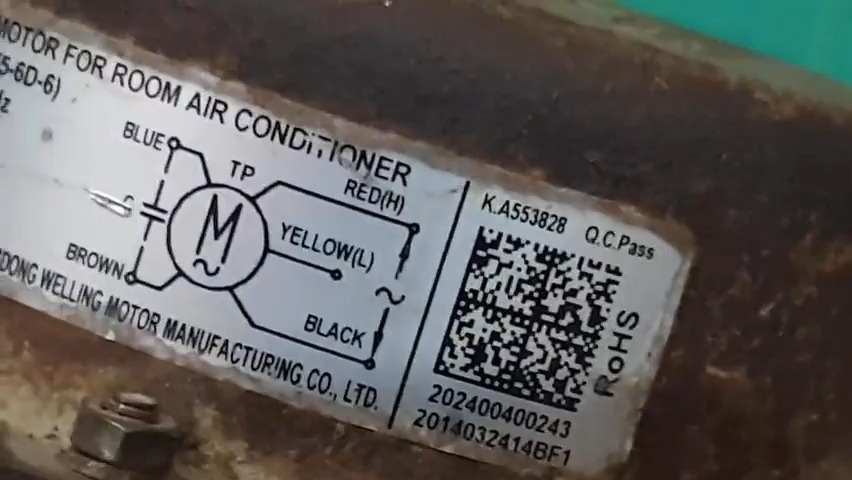 MOTOR FOR ROOM AIR CONDITIONER
5-6D-6)
Hz
BLUE
TP
RED(H)
M
~
C
YELLOW(L)
~
BROWN
BLACK
DONG WELLING MOTOR MANUFACTURING CO., LTD.
K.A553828 Q.C.Pass
RoHS
202400400243
2014032414BF1